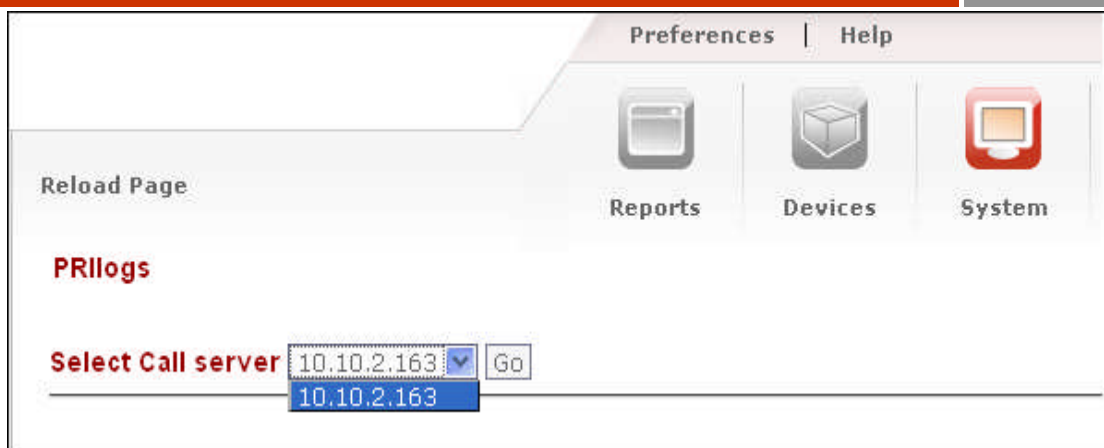 Preferences | Help
Reports Devices System
Reload Page
PRIlogs
Select Call server 10.10.2.163 Go
10.10.2.163